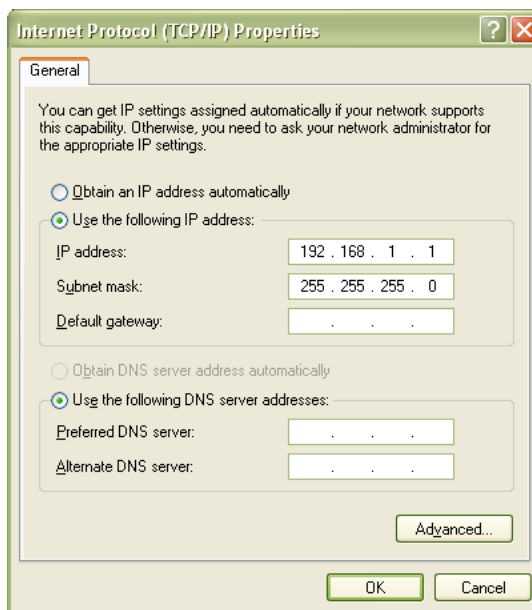 Internet Protocol (TCP/IP) Properties
General
You can get IP settings assigned automatically if your network supports
this capability. Otherwise, you need to ask your network administrator for
the appropriate IP settings.
Obtain an IP address automatically
Use the following IP address:
IP address: 192 . 168 . 1 . 1
Subnet mask: 255 . 255 . 255 . 0
Default gateway: . . .
Obtain DNS server address automatically
Use the following DNS server addresses:
Preferred DNS server: . . .
Alternate DNS server: . . .
Advanced...
OK Cancel